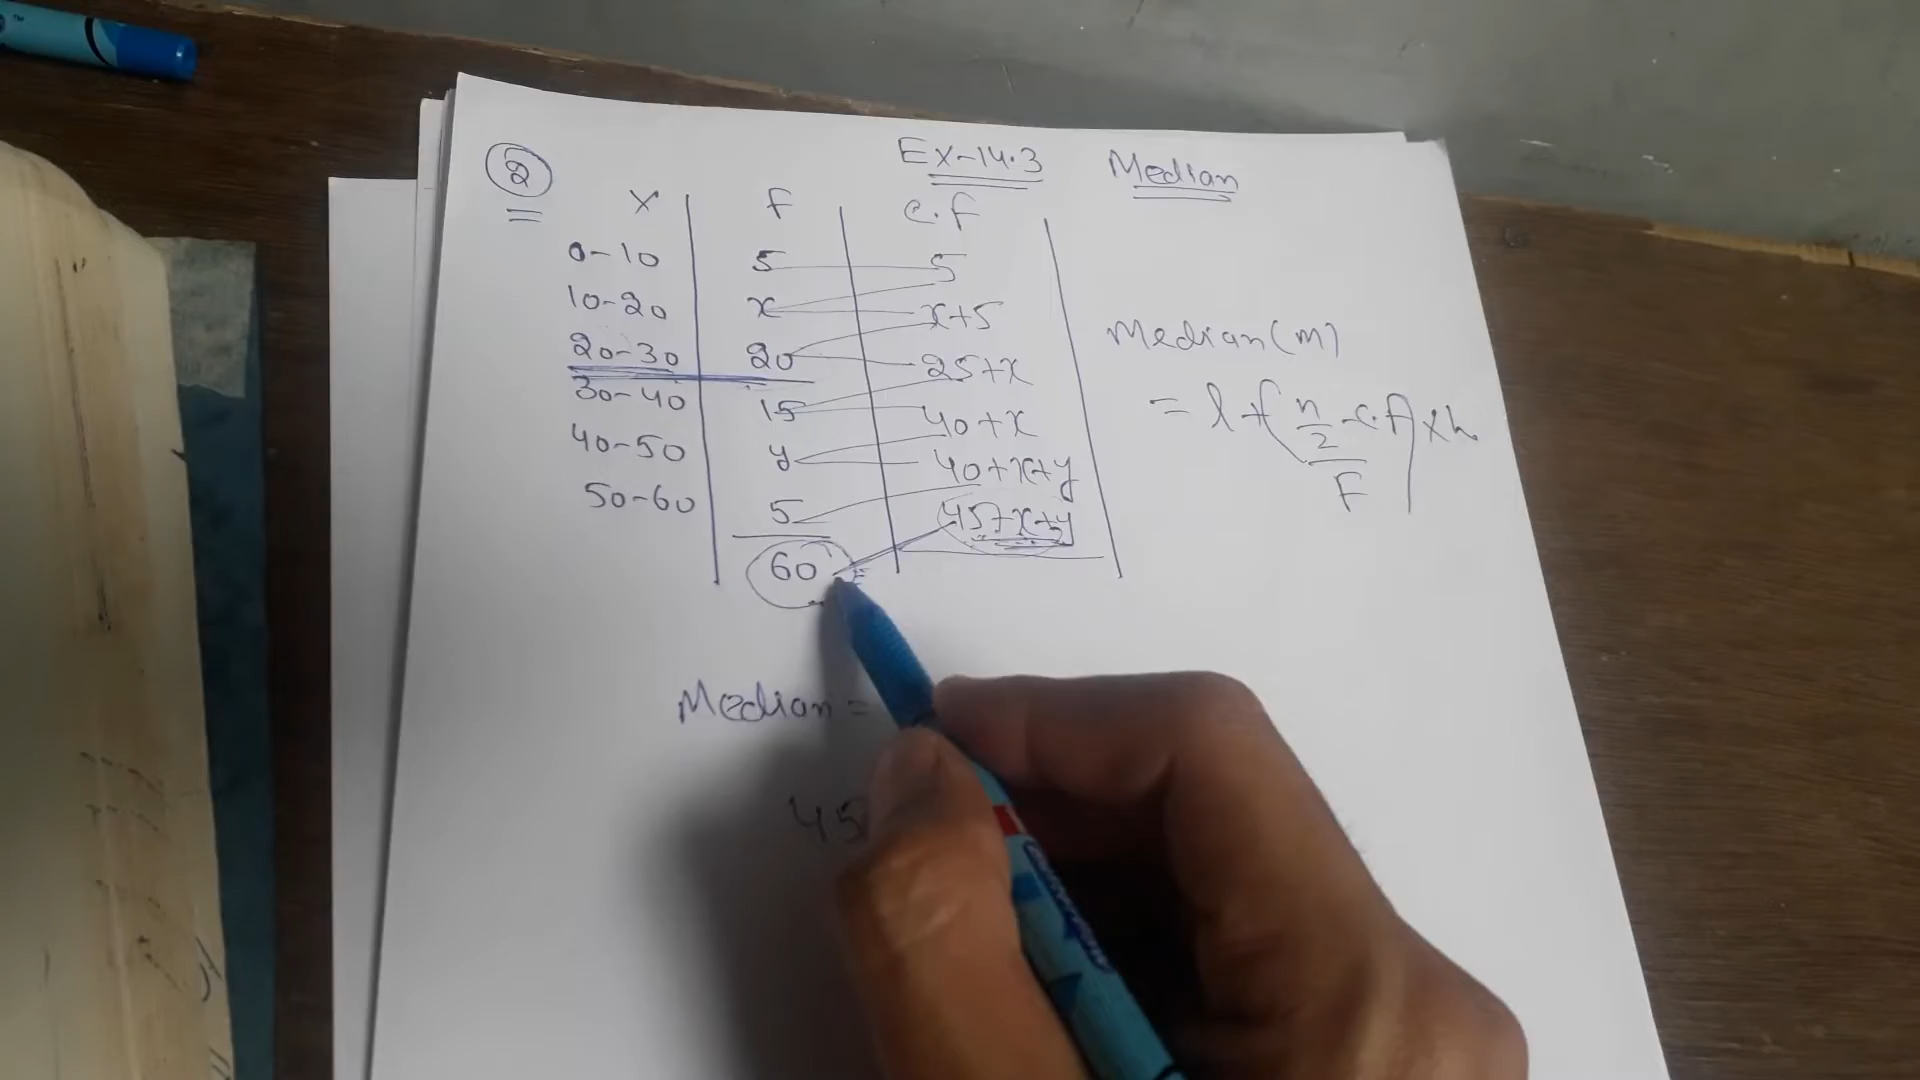 Ex-14.3 Median
2
X F C.F
0-10 5 5
10-20 x x+5
20-30 20 25+x
30-40 15 40+x
40-50 y 40+x+y
50-60 5 45+x+y
60
Median(m)
= l+(n/2-c.f/F)xh
Median =
45